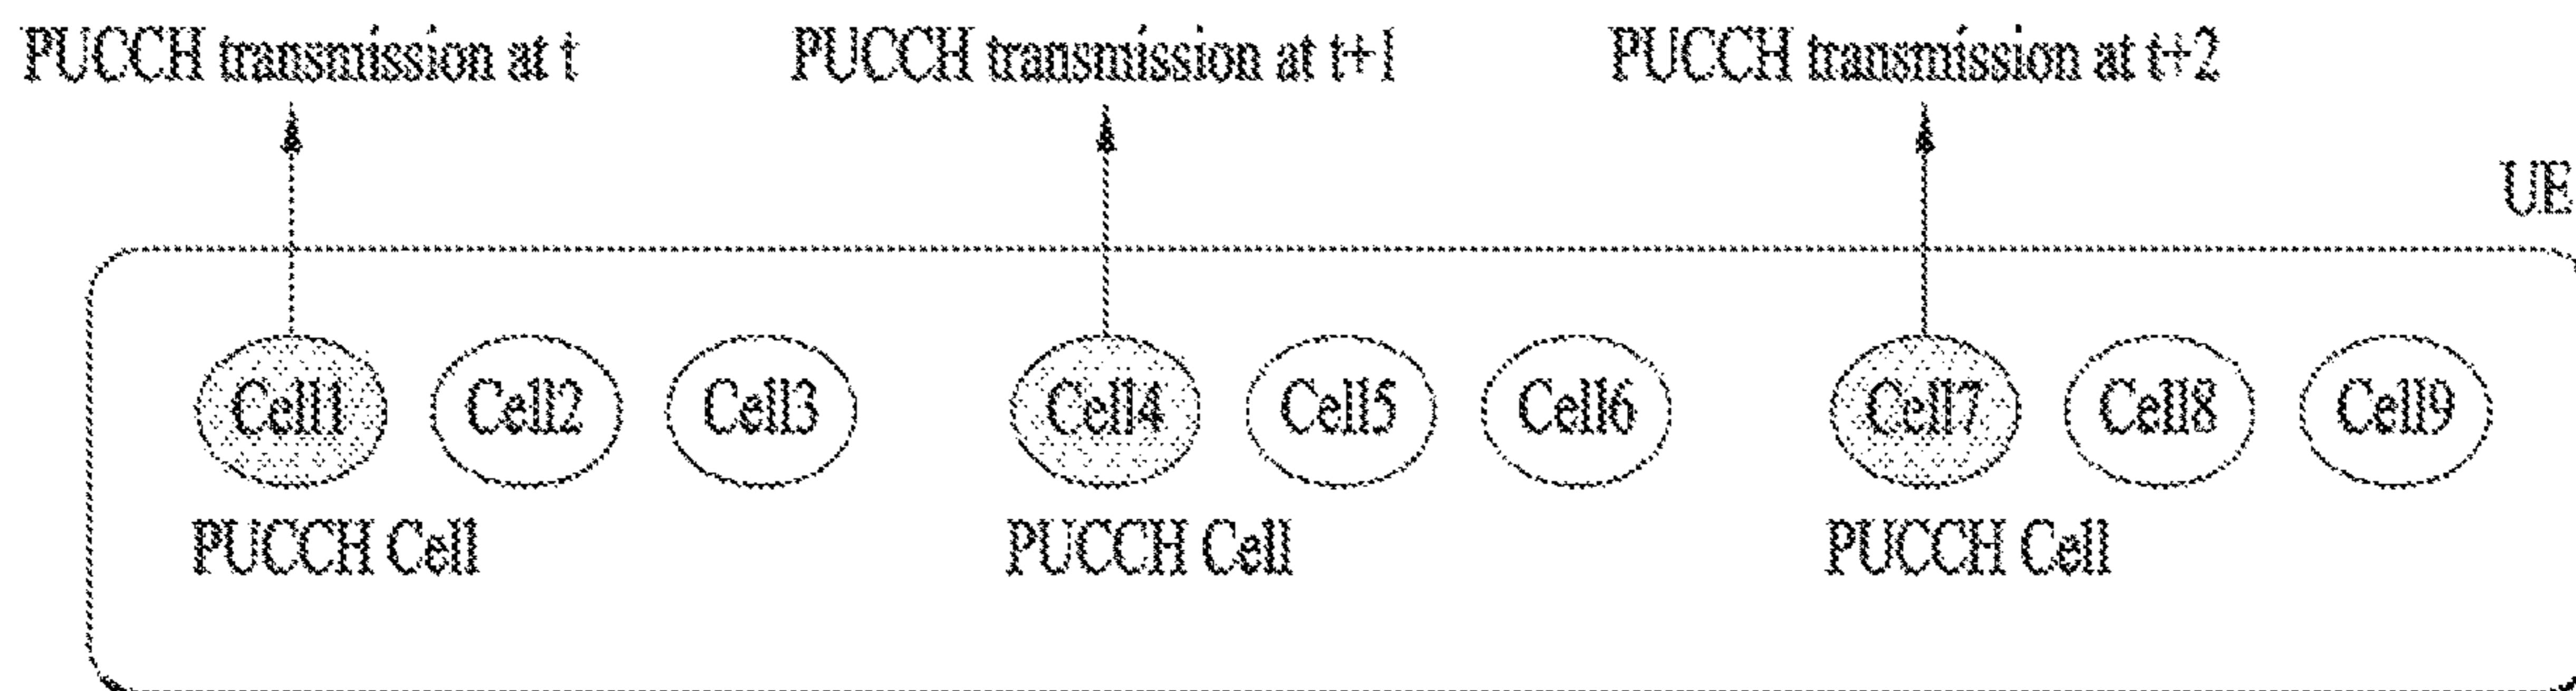 PUCCH transmission at t PUCCH transmission at t+1 PUCCH transmission at t+2
UE
Cell1 Cell2 Cell3 Cell4 Cell5 Cell6 Cell7 Cell8 Cell9
PUCCH Cell PUCCH Cell PUCCH Cell